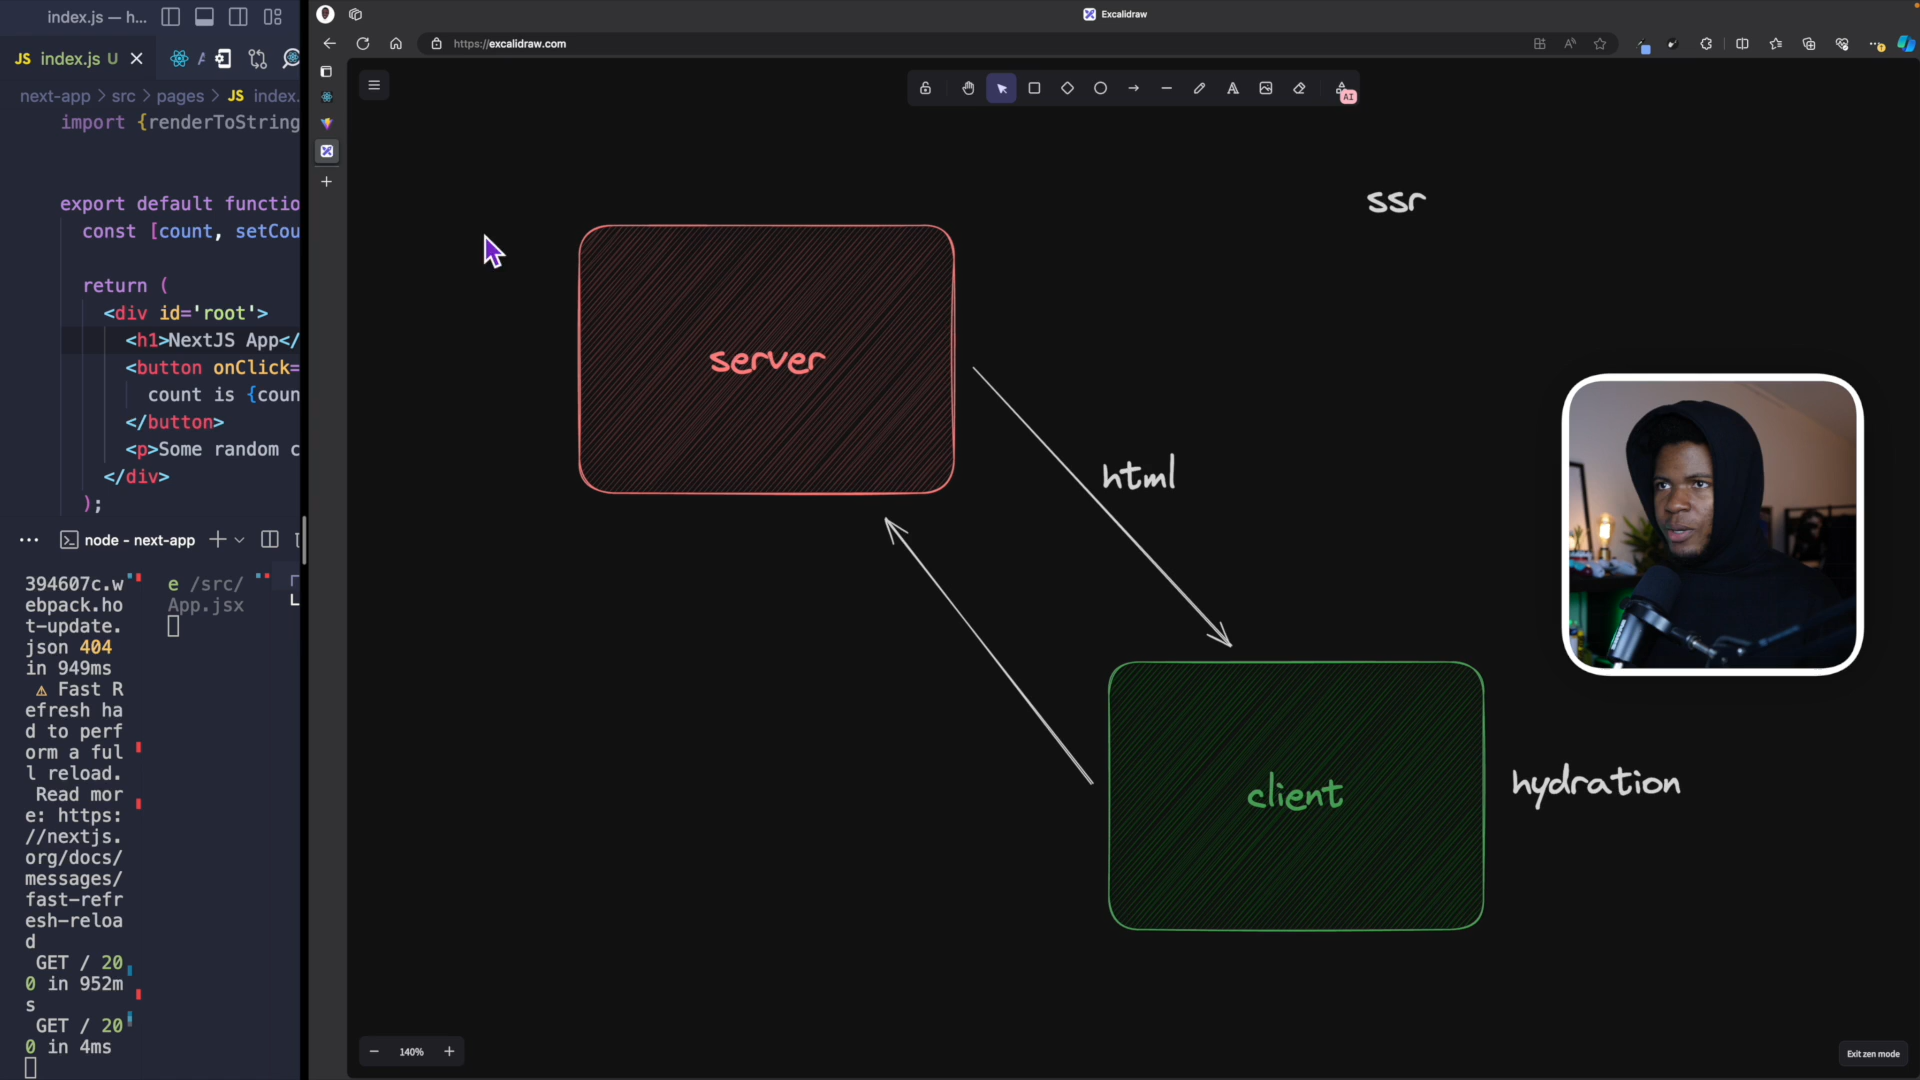 index.js — h...
JS index.js U
next-app > src > pages > JS index.
import {renderToString
export default functio
const [count, setCou
return (
<div id='root'>
<h1>NextJS App</
<button onClick=
count is {coun
</button>
<p>Some random c
</div>
);
node - next-app
394607c.w
ebpack.ho
t-update.
json 404
in 949ms
⚠ Fast R
efresh ha
d to perf
orm a ful
l reload.
Read mor
e: https:
//nextjs.
org/docs/
messages/
fast-refr
esh-reloa
d
GET / 20
0 in 952m
s
GET / 20
0 in 4ms
e /src/
App.jsx
Excalidraw
https://excalidraw.com
AI
ssr
server
html
client
hydration
140%
Exit zen mode